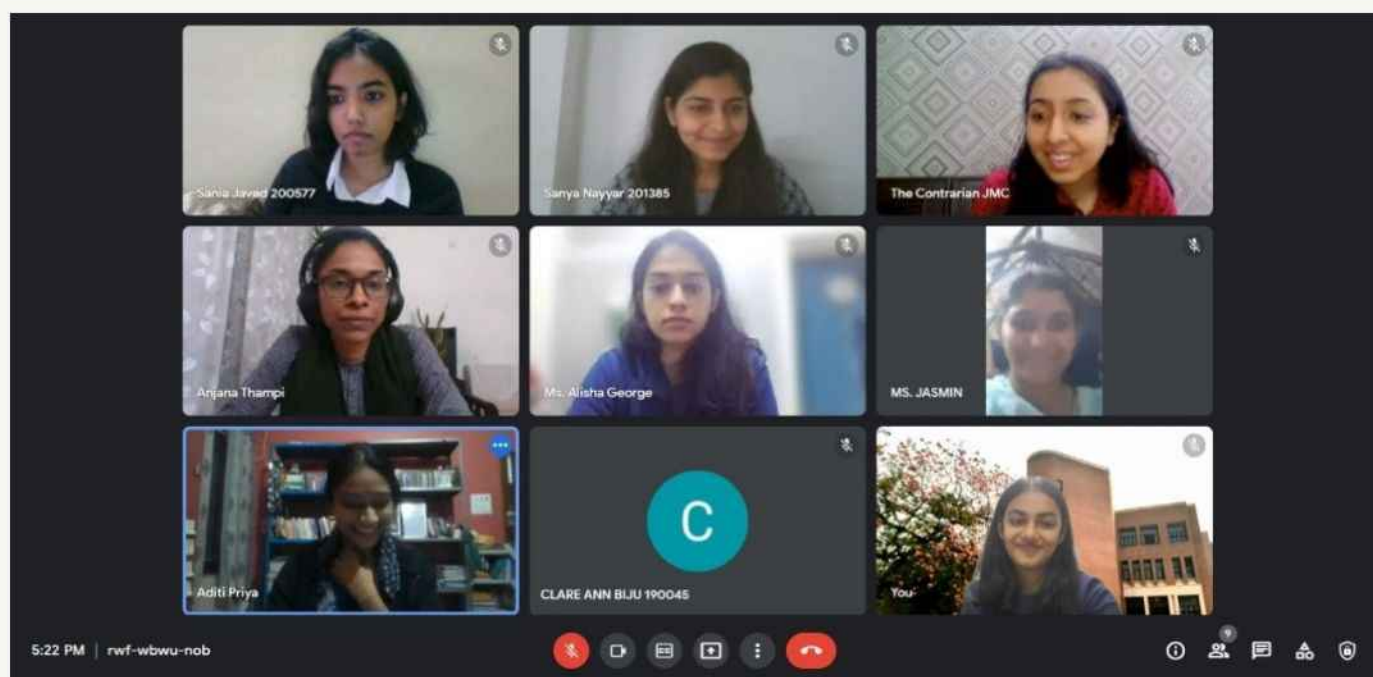 Sania Javed 200577
Sanya Nayyar 201385
The Contrarian JMC
Anjana Thampi
Ms. Alisha George
MS. JASMIN
Aditi Priya
C
CLARE ANN BIJU 190045
You
5:22 PM | rwf-wbwu-nob
9